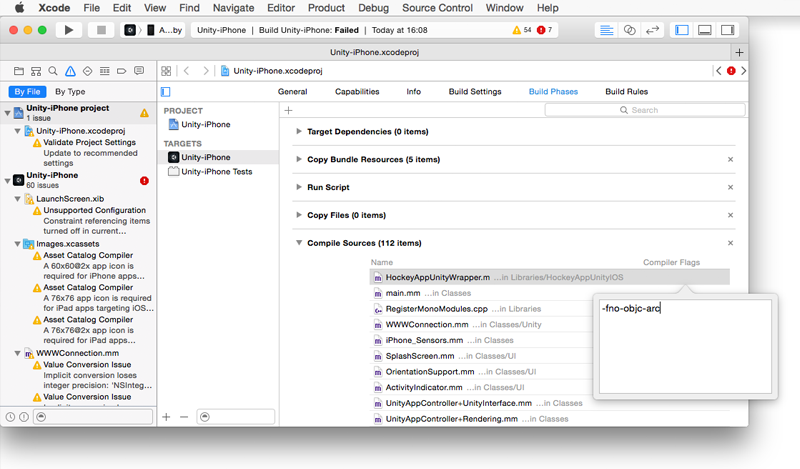 Xcode File Edit View Find Navigate Editor Product Debug Source Control Window Help
A...by Unity-iPhone | Build Unity-iPhone: Failed | Today at 16:08 54 7
Unity-iPhone.xcodeproj
Unity-iPhone.xcodeproj
By File By Type
General Capabilities Info Build Settings Build Phases Build Rules
Unity-iPhone project
1 issue
Unity-iPhone.xcodeproj
Validate Project Settings
Update to recommended
settings
Unity-iPhone
60 issues
LaunchScreen.xib
Unsupported Configuration
Constraint referencing items
turned off in current...
Images.xcassets
Asset Catalog Compiler
A 60x60@2x app icon is
required for iPhone apps...
Asset Catalog Compiler
A 76x76 app icon is required
for iPad apps targeting iOS...
Asset Catalog Compiler
A 76x76@2x app icon is
required for iPad apps...
WWWConnection.mm
Value Conversion Issue
Implicit conversion loses
integer precision: 'NSInteg...
Value Conversion Issue
PROJECT
Unity-iPhone
TARGETS
Unity-iPhone
Unity-iPhone Tests
Search
Target Dependencies (0 items)
Copy Bundle Resources (5 items)
Run Script
Copy Files (0 items)
Compile Sources (112 items)
Name Compiler Flags
HockeyAppUnityWrapper.m ...in Libraries/HockeyAppUnityIOS
main.mm ...in Classes
RegisterMonoModules.cpp ...in Libraries
WWWConnection.mm ...in Classes/Unity
iPhone_Sensors.mm ...in Classes
SplashScreen.mm ...in Classes/UI
OrientationSupport.mm ...in Classes/UI
ActivityIndicator.mm ...in Classes/UI
UnityAppController+UnityInterface.mm ...in Classes
UnityAppController+Rendering.mm ...in Classes
-fno-objc-arc